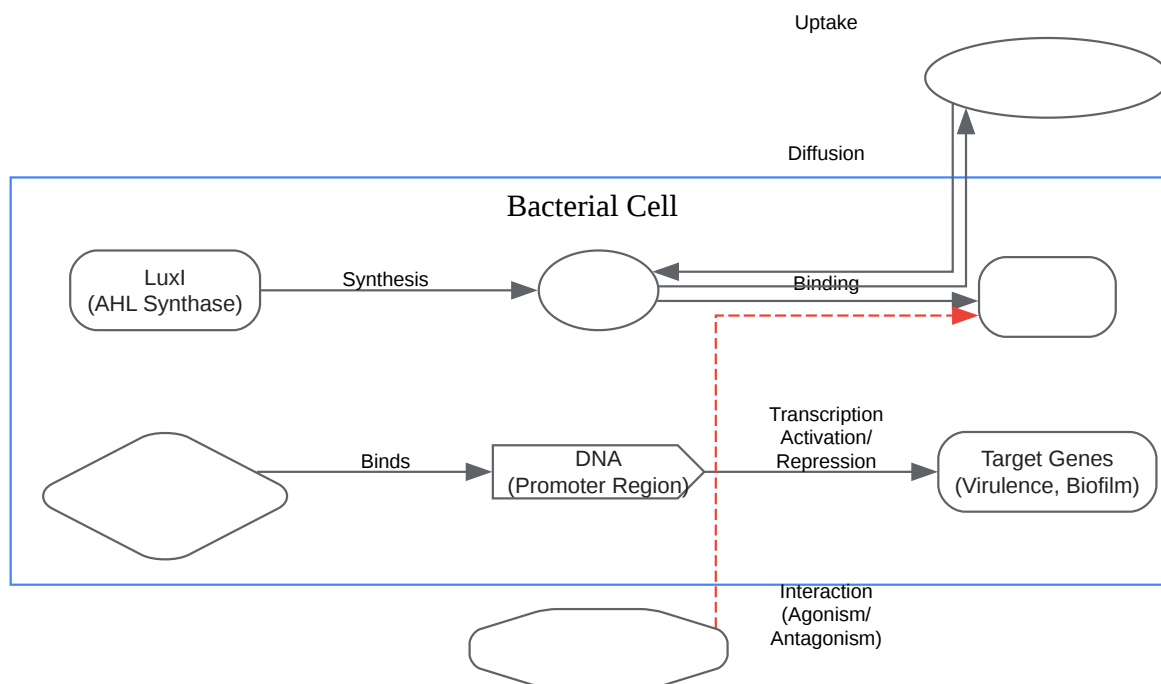 Uptake
Diffusion
Bacterial Cell
LuxI
(AHL Synthase)
Synthesis
Binding
Binds
DNA
(Promoter Region)
Transcription
Activation/
Repression
Target Genes
(Virulence, Biofilm)
Interaction
(Agonism/
Antagonism)